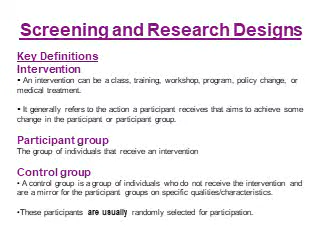 Screening and Research Designs
Key Definitions
Intervention
▪ An intervention can be a class, training, workshop, program, policy change, or
medical treatment.
▪ It generally refers to the action a participant receives that aims to achieve some
change in the participant or participant group.
Participant group
The group of individuals that receive an intervention
Control group
▪ A control group is a group of individuals who do not receive the intervention and
are a mirror for the participant groups on specific qualities/characteristics.
▪These participants are usually randomly selected for participation.